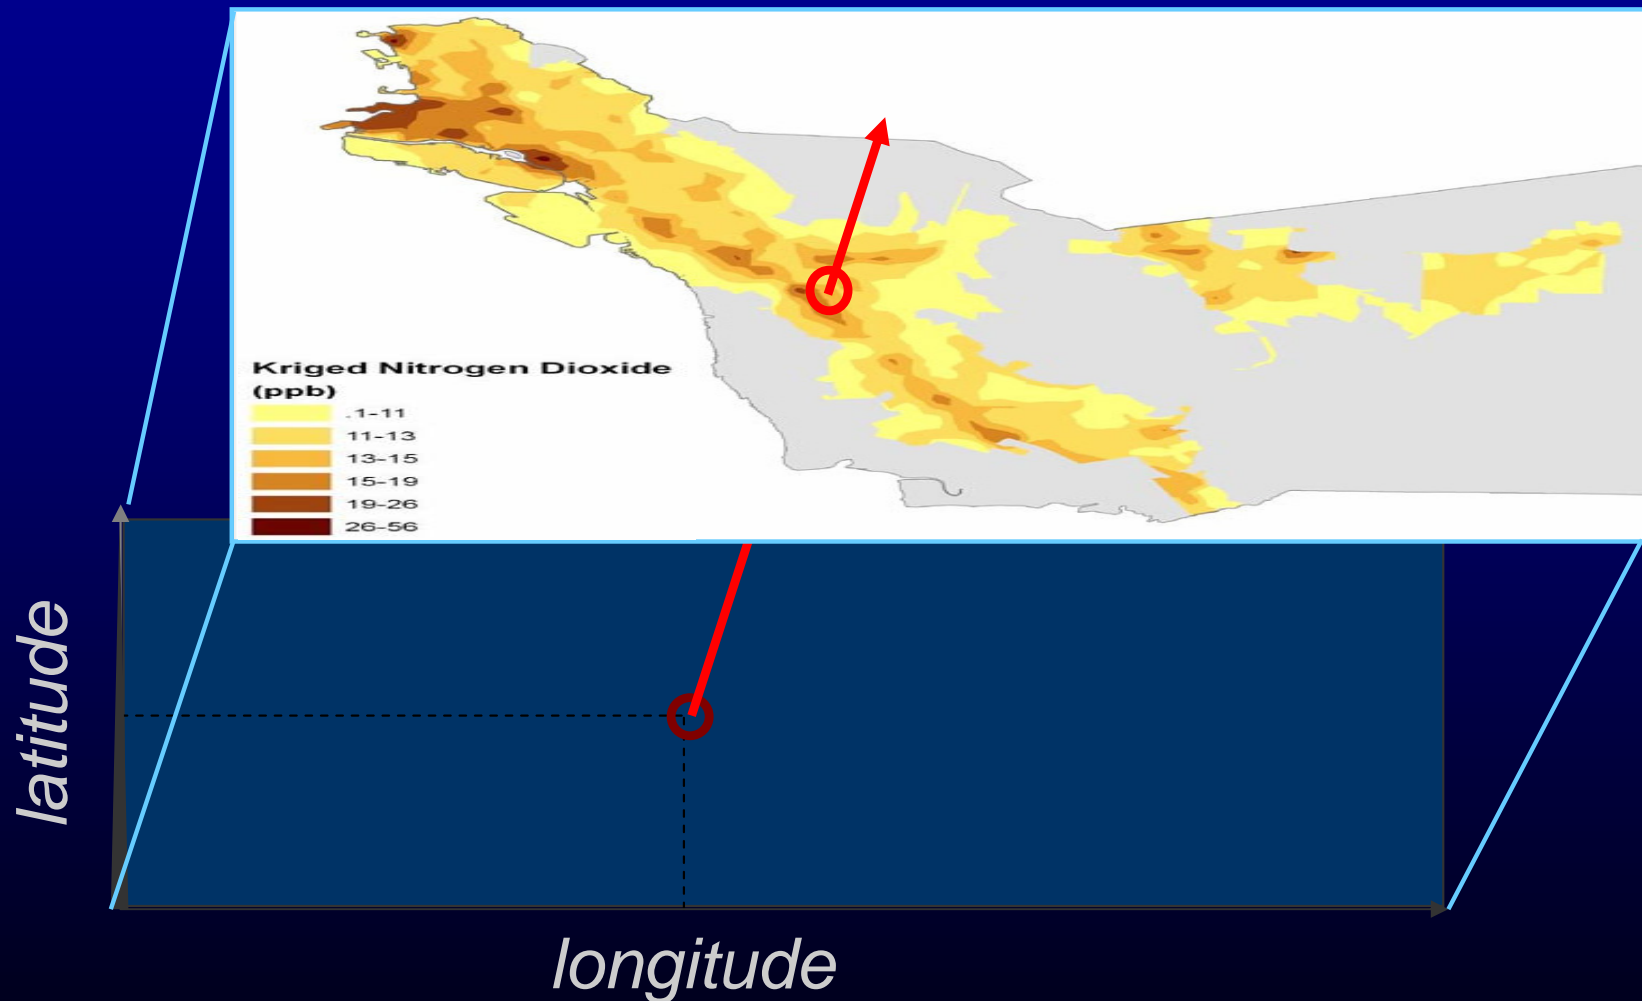 Kriged Nitrogen Dioxide
(ppb)
.1-11
11-13
13-15
15-19
19-26
26-56
latitude
longitude